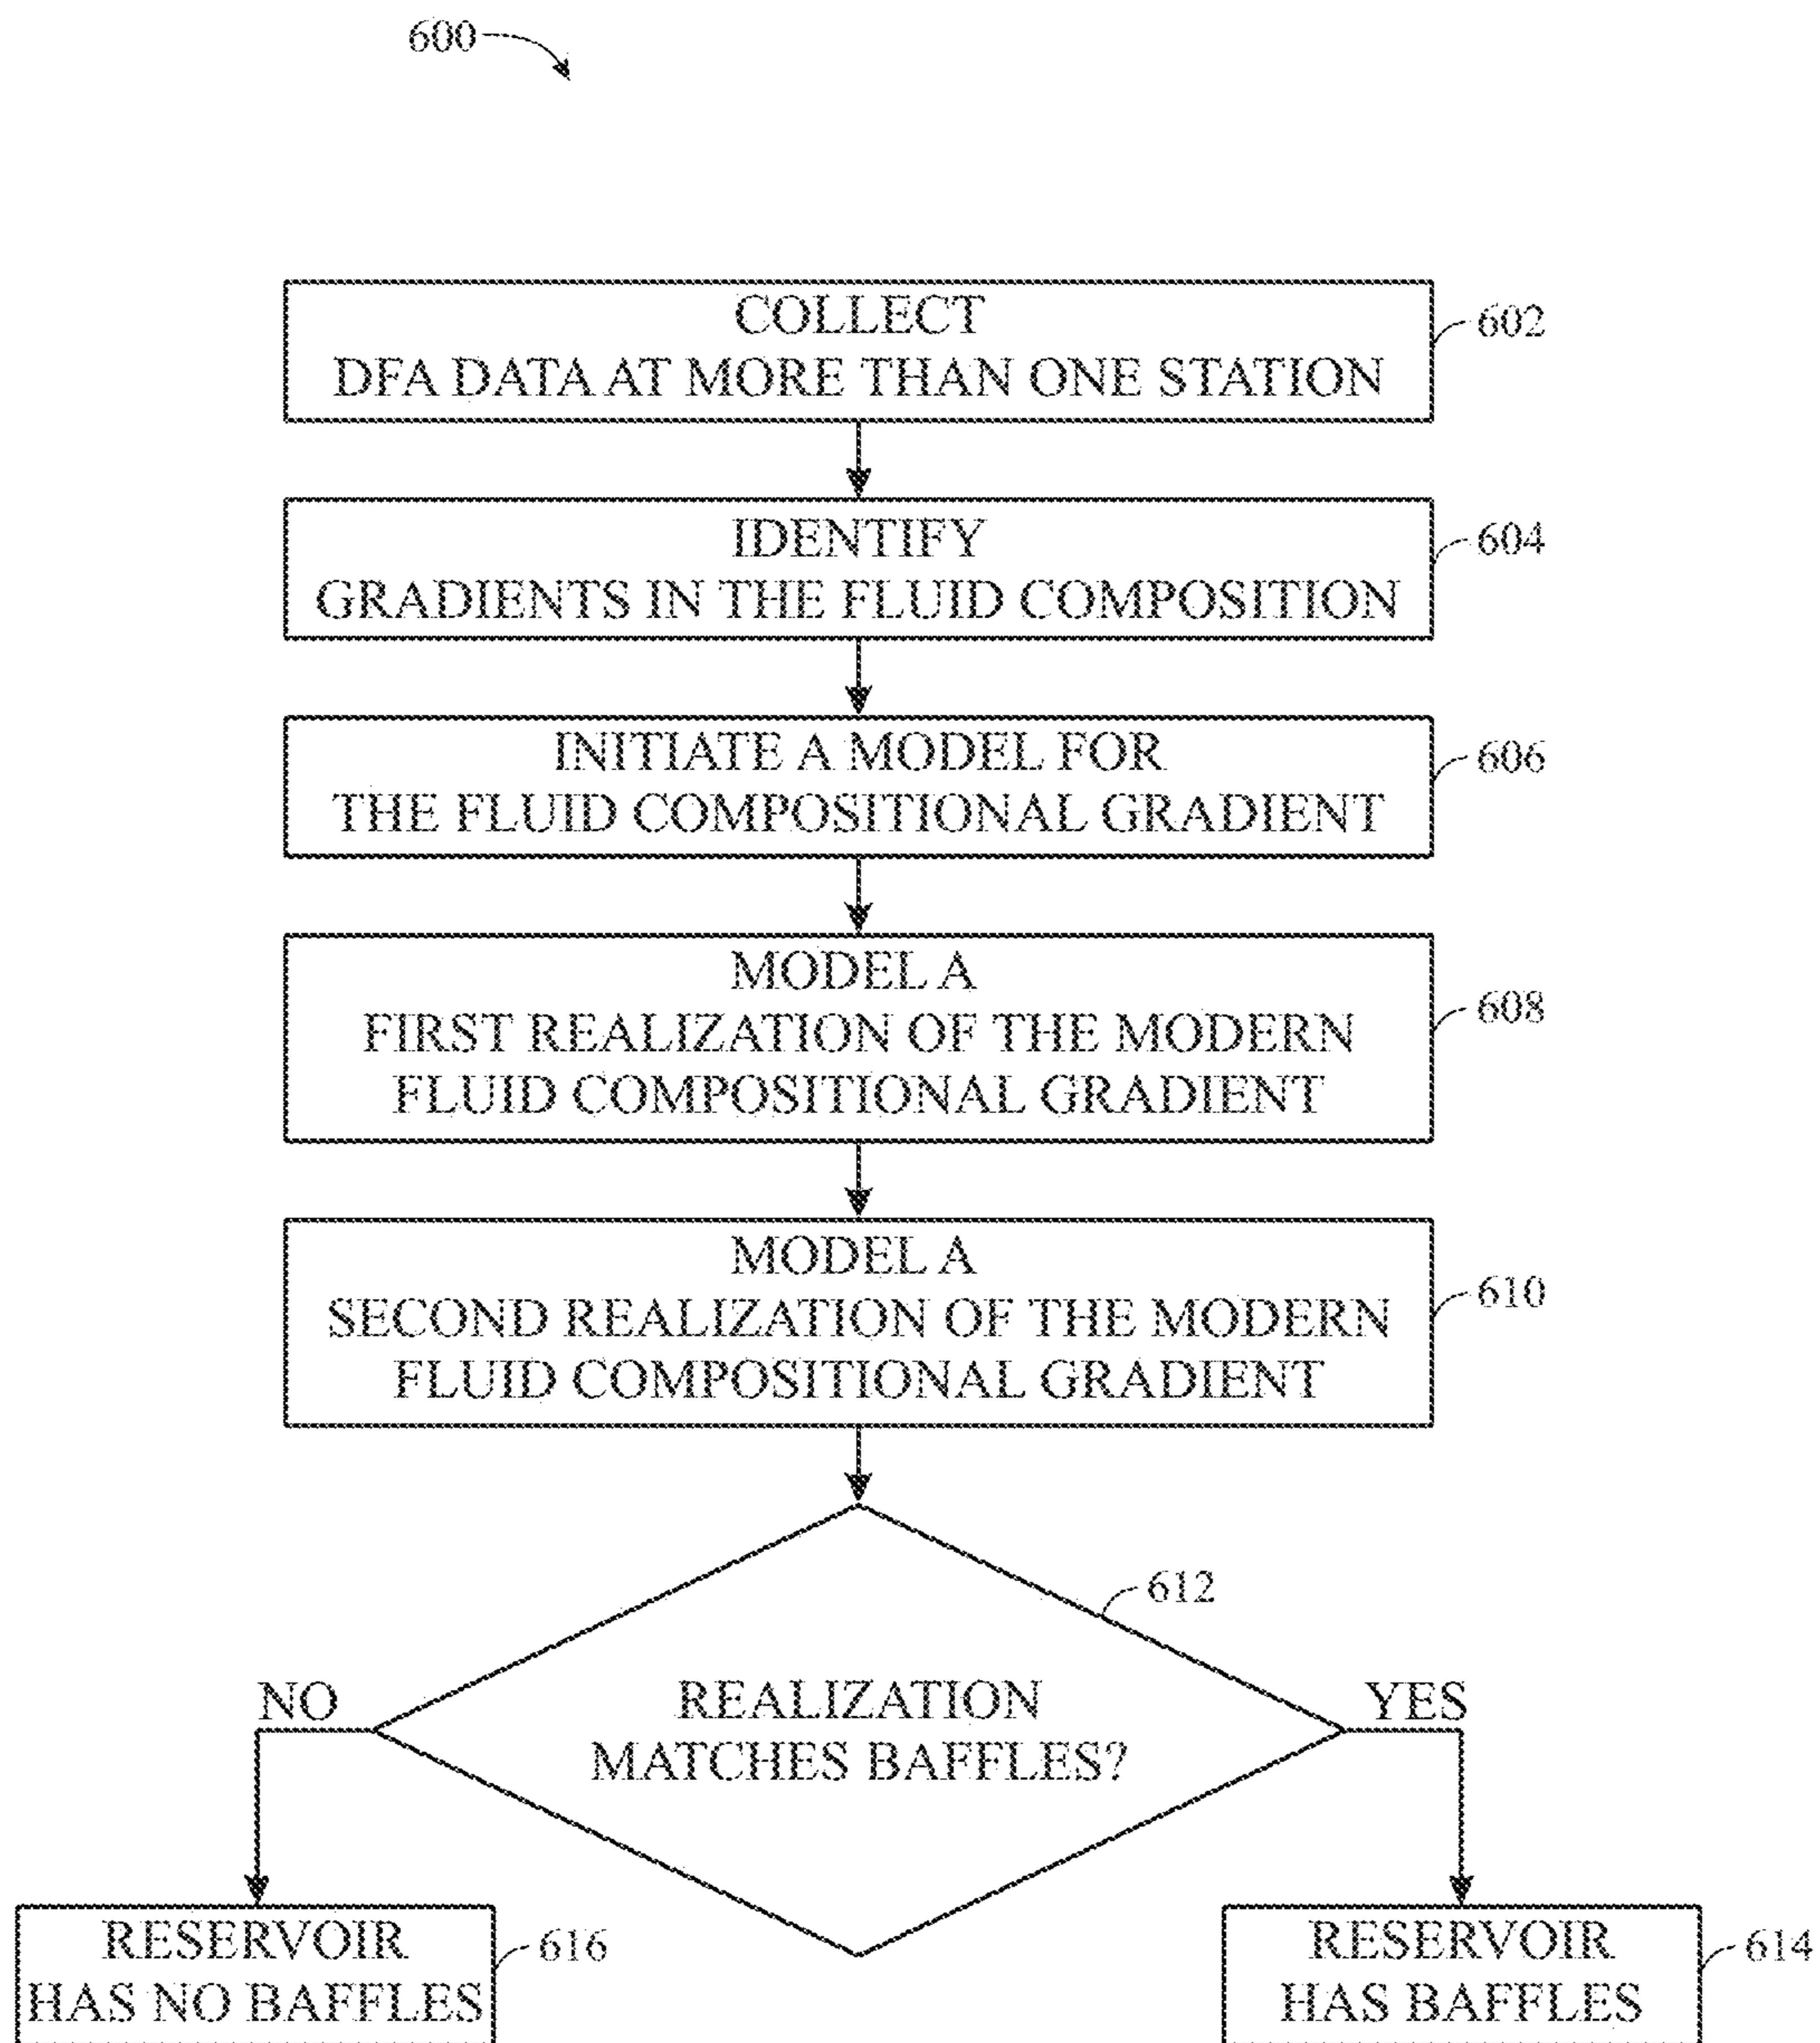 600
COLLECT
DFA DATA AT MORE THAN ONE STATION
602
IDENTIFY
GRADIENTS IN THE FLUID COMPOSITION
604
INITIATE A MODEL FOR
THE FLUID COMPOSITIONAL GRADIENT
606
MODEL A
FIRST REALIZATION OF THE MODERN
FLUID COMPOSITIONAL GRADIENT
608
MODEL A
SECOND REALIZATION OF THE MODERN
FLUID COMPOSITIONAL GRADIENT
610
612
NO
REALIZATION
MATCHES BAFFLES?
YES
RESERVOIR
HAS NO BAFFLES
616
RESERVOIR
HAS BAFFLES
614